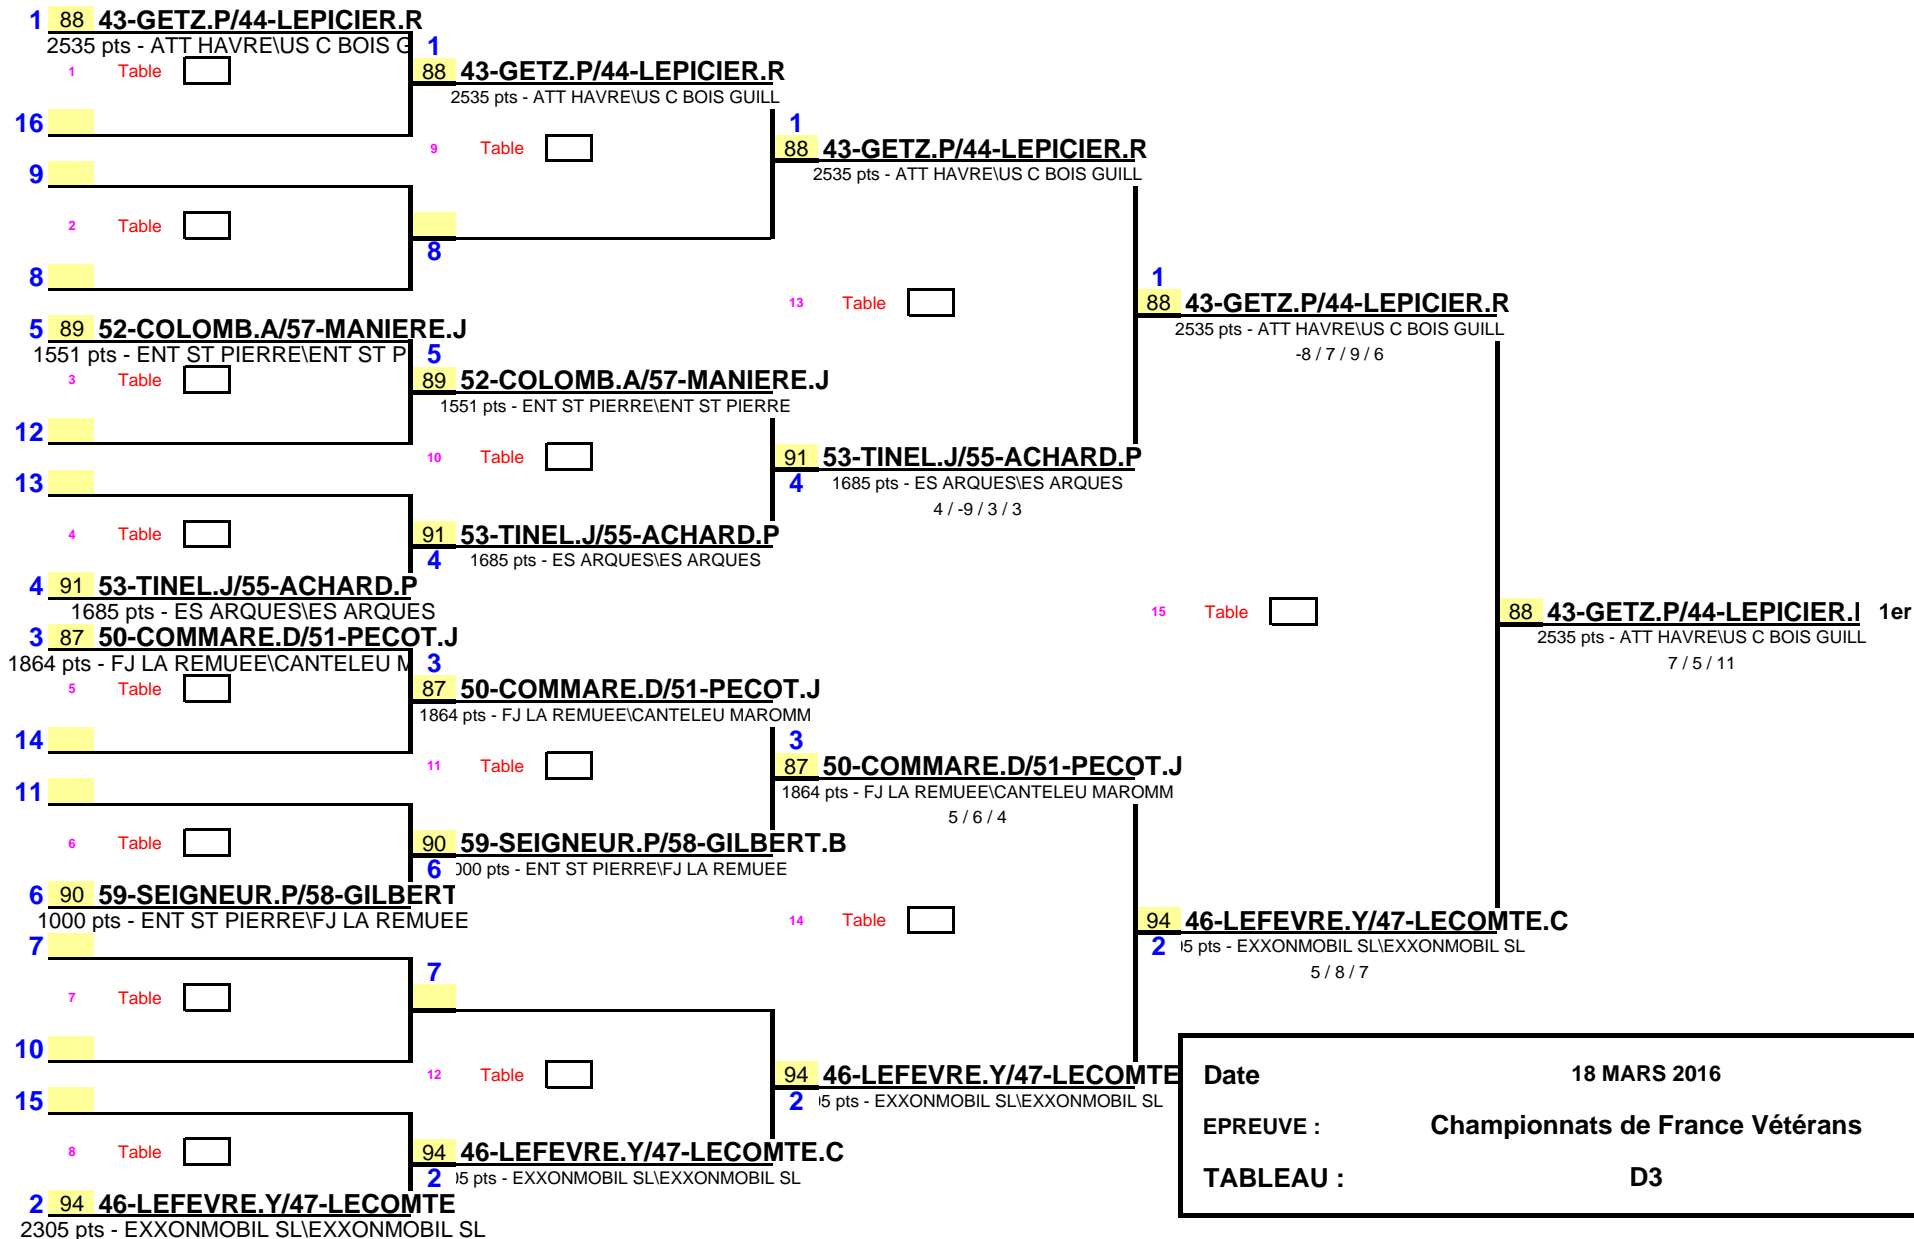 1 88 43-GETZ.P/44-LEPICIER.R
2535 pts - ATT HAVRE\US C BOIS G
1 Table
16
9
2 Table
8
5 89 52-COLOMB.A/57-MANIERE.J
1551 pts - ENT ST PIERRE\ENT ST P
3 Table
12
13
4 Table
4 91 53-TINEL.J/55-ACHARD.P
1685 pts - ES ARQUES\ES ARQUES
3 87 50-COMMARE.D/51-PECOT.J
1864 pts - FJ LA REMUEE\CANTELEU M
5 Table
14
11
6 Table
6 90 59-SEIGNEUR.P/58-GILBERT
1000 pts - ENT ST PIERRE\FJ LA REMUEE
7
7 Table
10
15
8 Table
2 94 46-LEFEVRE.Y/47-LECOMTE
2305 pts - EXXONMOBIL SL\EXXONMOBIL SL
1
88 43-GETZ.P/44-LEPICIER.R
2535 pts - ATT HAVRE\US C BOIS GUILL
9 Table
8
5
89 52-COLOMB.A/57-MANIERE.J
1551 pts - ENT ST PIERRE\ENT ST PIERRE
10 Table
91 53-TINEL.J/55-ACHARD.P
4 1685 pts - ES ARQUES\ES ARQUES
3
87 50-COMMARE.D/51-PECOT.J
1864 pts - FJ LA REMUEE\CANTELEU MAROMM
11 Table
90 59-SEIGNEUR.P/58-GILBERT.B
6 000 pts - ENT ST PIERRE\FJ LA REMUEE
7
12 Table
94 46-LEFEVRE.Y/47-LECOMTE.C
2 05 pts - EXXONMOBIL SL\EXXONMOBIL SL
1
88 43-GETZ.P/44-LEPICIER.R
2535 pts - ATT HAVRE\US C BOIS GUILL
13 Table
91 53-TINEL.J/55-ACHARD.P
4 1685 pts - ES ARQUES\ES ARQUES
4 / -9 / 3 / 3
3
87 50-COMMARE.D/51-PECOT.J
1864 pts - FJ LA REMUEE\CANTELEU MAROMM
5 / 6 / 4
14 Table
94 46-LEFEVRE.Y/47-LECOMTE
2 05 pts - EXXONMOBIL SL\EXXONMOBIL SL
1
88 43-GETZ.P/44-LEPICIER.R
2535 pts - ATT HAVRE\US C BOIS GUILL
-8 / 7 / 9 / 6
15 Table
94 46-LEFEVRE.Y/47-LECOMTE.C
2 05 pts - EXXONMOBIL SL\EXXONMOBIL SL
5 / 8 / 7
88 43-GETZ.P/44-LEPICIER.I 1er
2535 pts - ATT HAVRE\US C BOIS GUILL
7 / 5 / 11
Date 18 MARS 2016
EPREUVE : Championnats de France Vétérans
TABLEAU : D3